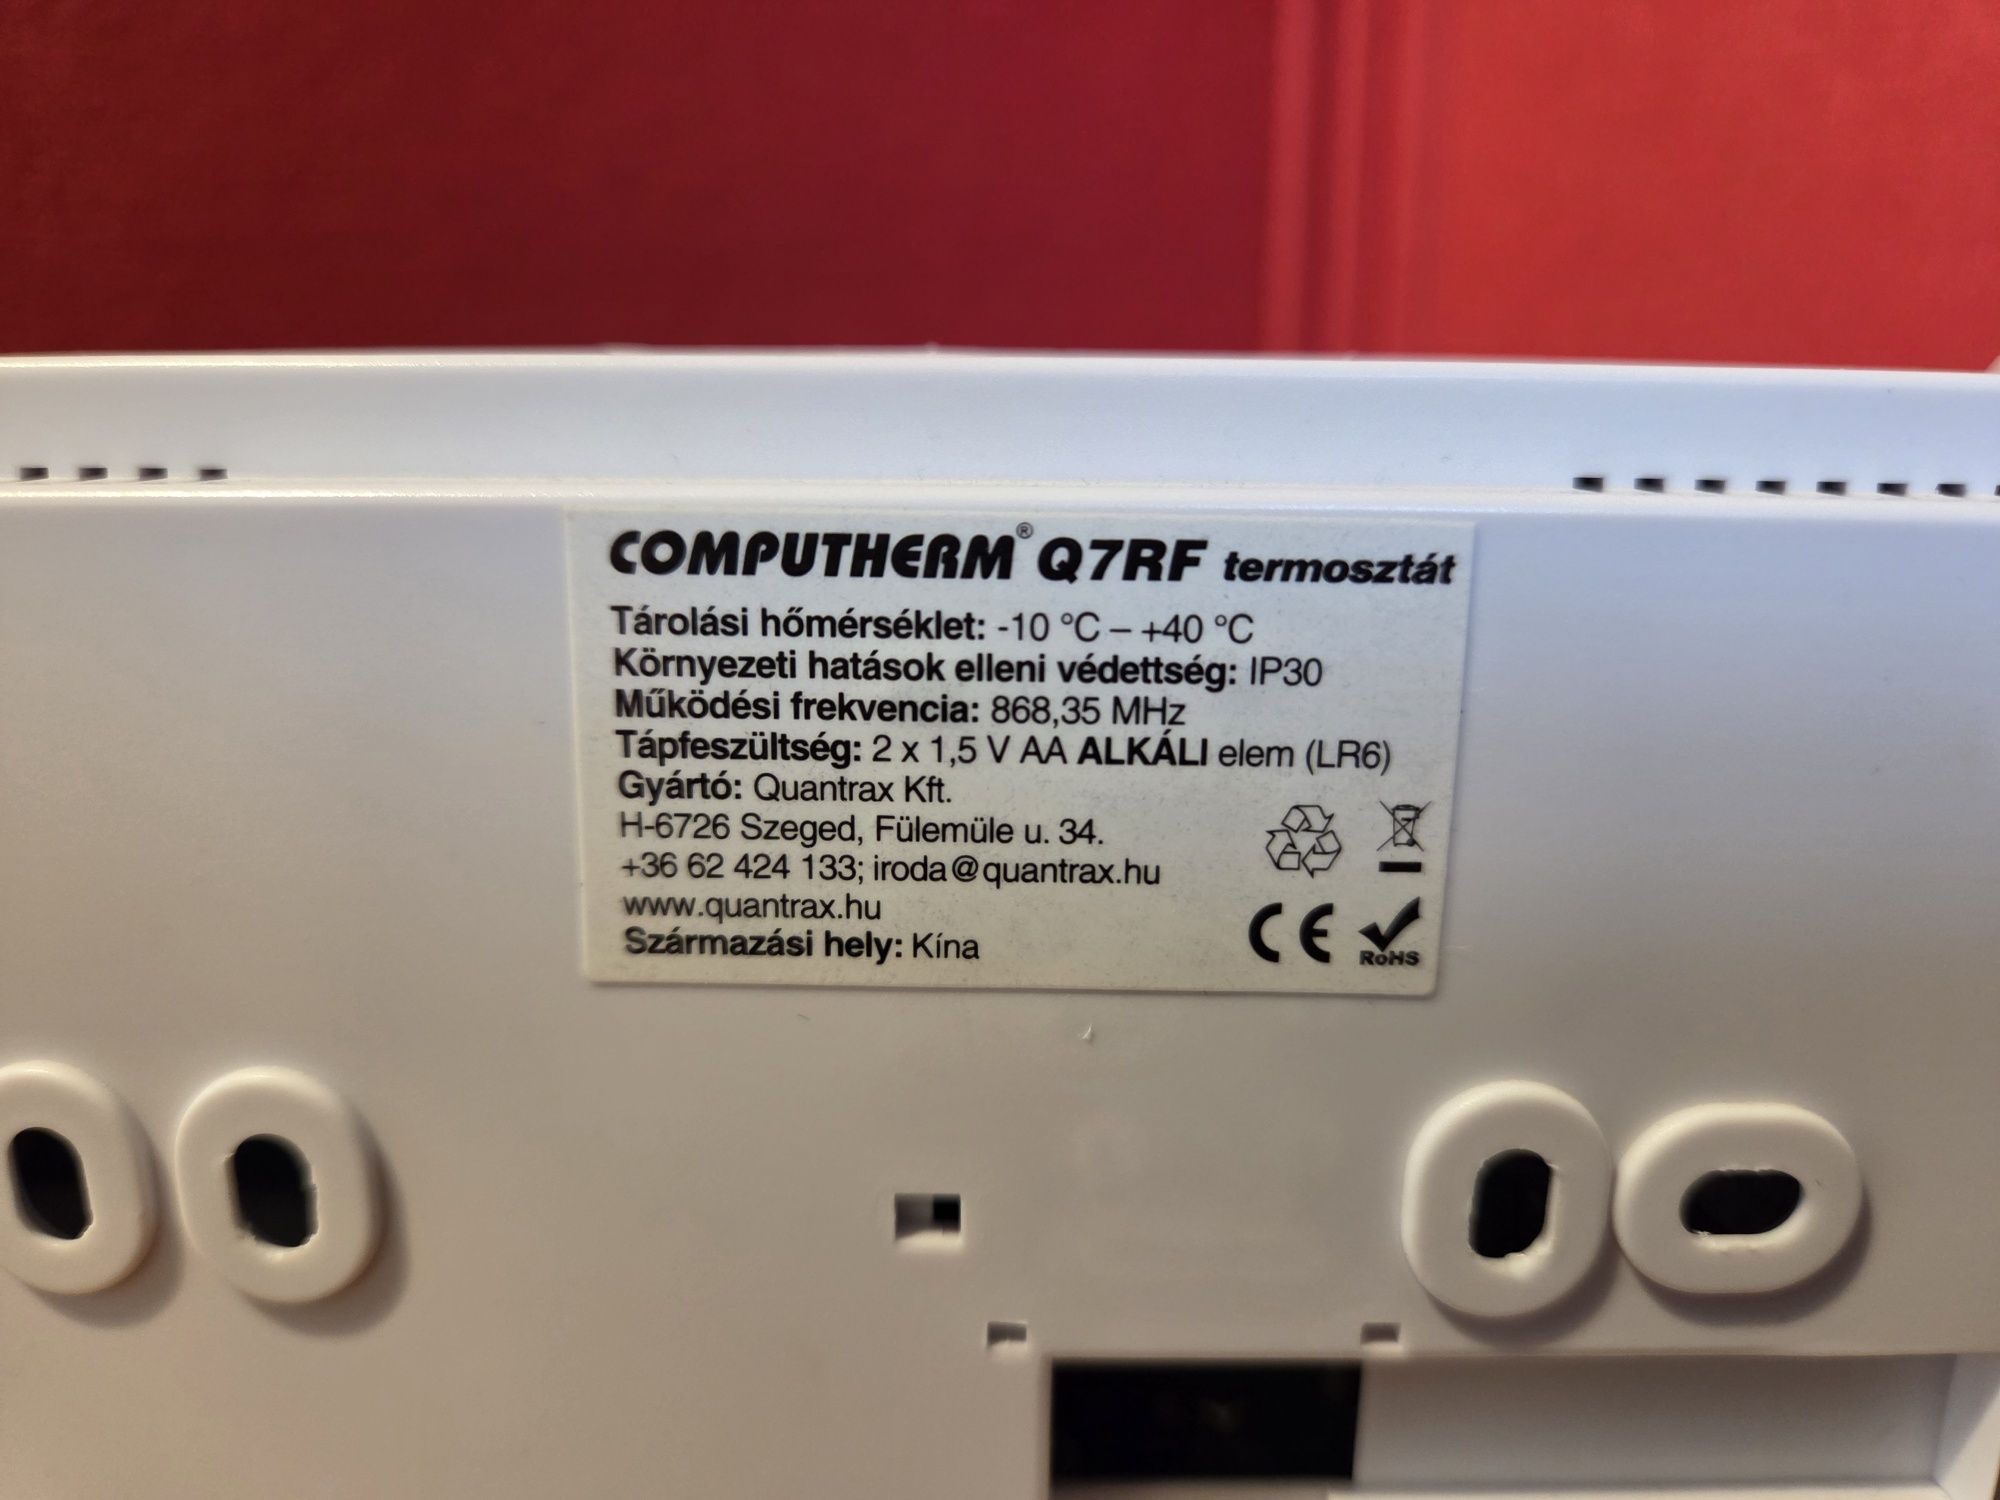 COMPUTHERM® Q7RF termosztát
Tárolási hőmérséklet: -10 °C – +40 °C
Környezeti hatások elleni védettség: IP30
Működési frekvencia: 868,35 MHz
Tápfeszültség: 2 x 1,5 V AA ALKÁLI elem (LR6)
Gyártó: Quantrax Kft.
H-6726 Szeged, Fülemüle u. 34.
+36 62 424 133; iroda@quantrax.hu
www.quantrax.hu
Származási hely: Kína
CE RoHS